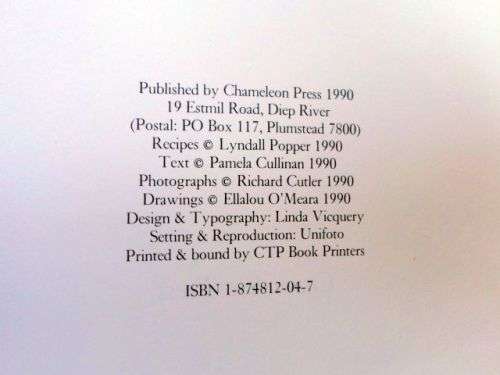 Published by Chameleon Press 1990
19 Estmil Road, Diep River
(Postal: PO Box 117, Plumstead 7800)
Recipes © Lyndall Popper 1990
Text © Pamela Cullinan 1990
Photographs © Richard Cutler 1990
Drawings © Ellalou O'Meara 1990
Design & Typography: Linda Vicquery
Setting & Reproduction: Unifoto
Printed & bound by CTP Book Printers
ISBN 1-874812-04-7